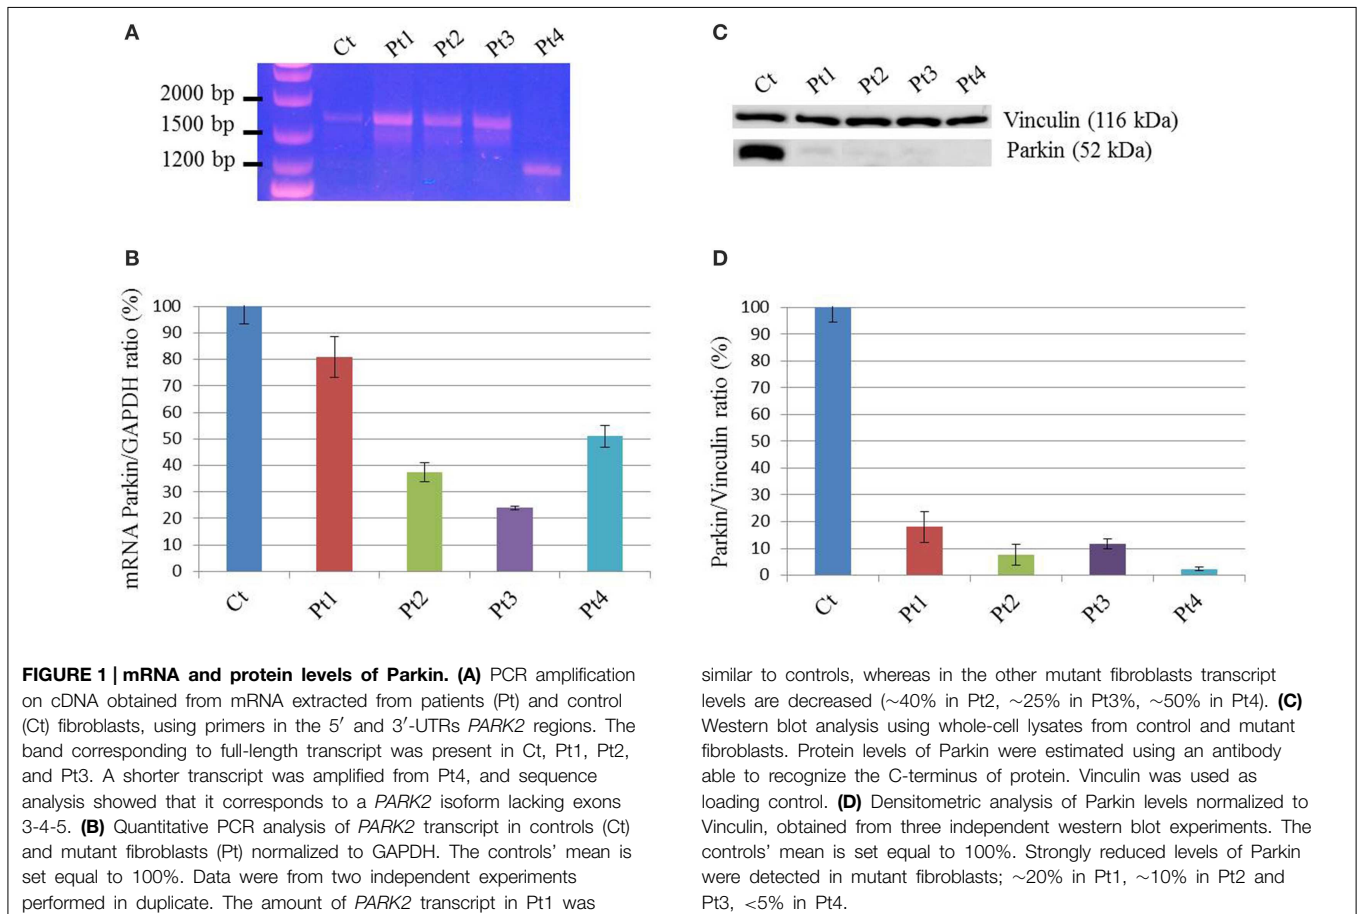 A
Ct Pt1 Pt2 Pt3 Pt4
2000 bp
1500 bp
1200 bp
C
Ct Pt1 Pt2 Pt3 Pt4
Vinculin (116 kDa)
Parkin (52 kDa)
B
mRNA Parkin/GAPDH ratio (%)
100
90
80
70
60
50
40
30
20
10
0
Ct Pt1 Pt2 Pt3 Pt4
D
Parkin/Vinculin ratio (%)
100
90
80
70
60
50
40
30
20
10
0
Ct Pt1 Pt2 Pt3 Pt4
FIGURE 1 | mRNA and protein levels of Parkin. (A) PCR amplification
on cDNA obtained from mRNA extracted from patients (Pt) and control
(Ct) fibroblasts, using primers in the 5′ and 3′-UTRs PARK2 regions. The
band corresponding to full-length transcript was present in Ct, Pt1, Pt2,
and Pt3. A shorter transcript was amplified from Pt4, and sequence
analysis showed that it corresponds to a PARK2 isoform lacking exons
3-4-5. (B) Quantitative PCR analysis of PARK2 transcript in controls (Ct)
and mutant fibroblasts (Pt) normalized to GAPDH. The controls' mean is
set equal to 100%. Data were from two independent experiments
performed in duplicate. The amount of PARK2 transcript in Pt1 was
similar to controls, whereas in the other mutant fibroblasts transcript
levels are decreased (∼40% in Pt2, ∼25% in Pt3%, ∼50% in Pt4). (C)
Western blot analysis using whole-cell lysates from control and mutant
fibroblasts. Protein levels of Parkin were estimated using an antibody
able to recognize the C-terminus of protein. Vinculin was used as
loading control. (D) Densitometric analysis of Parkin levels normalized to
Vinculin, obtained from three independent western blot experiments. The
controls' mean is set equal to 100%. Strongly reduced levels of Parkin
were detected in mutant fibroblasts; ∼20% in Pt1, ∼10% in Pt2 and
Pt3, <5% in Pt4.